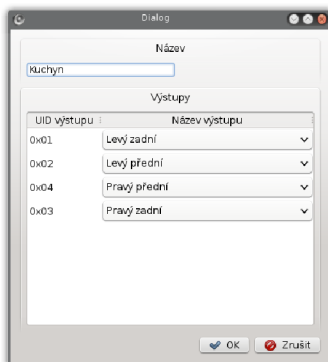 Dialog
Název
Kuchyn
Výstupy
UID výstupu Název výstupu
0x01 Levý zadní
0x02 Levý přední
0x04 Pravý přední
0x03 Pravý zadní
OK Zrušit